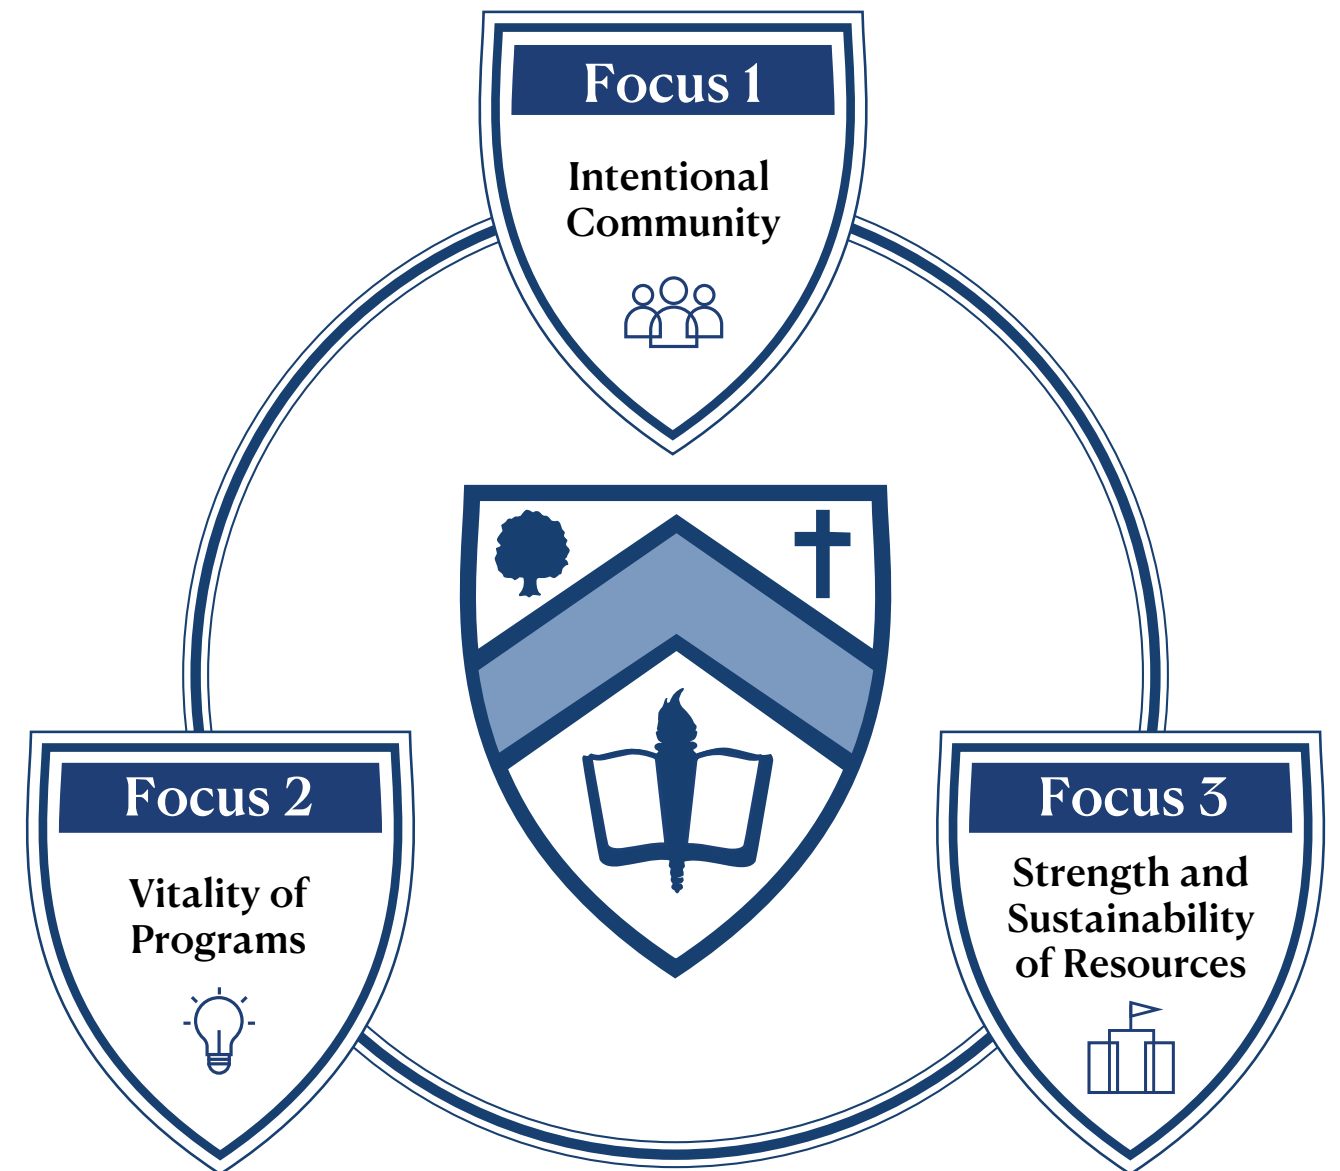 Focus 1
Intentional
Community
Focus 2
Vitality of
Programs
Focus 3
Strength and
Sustainability
of Resources